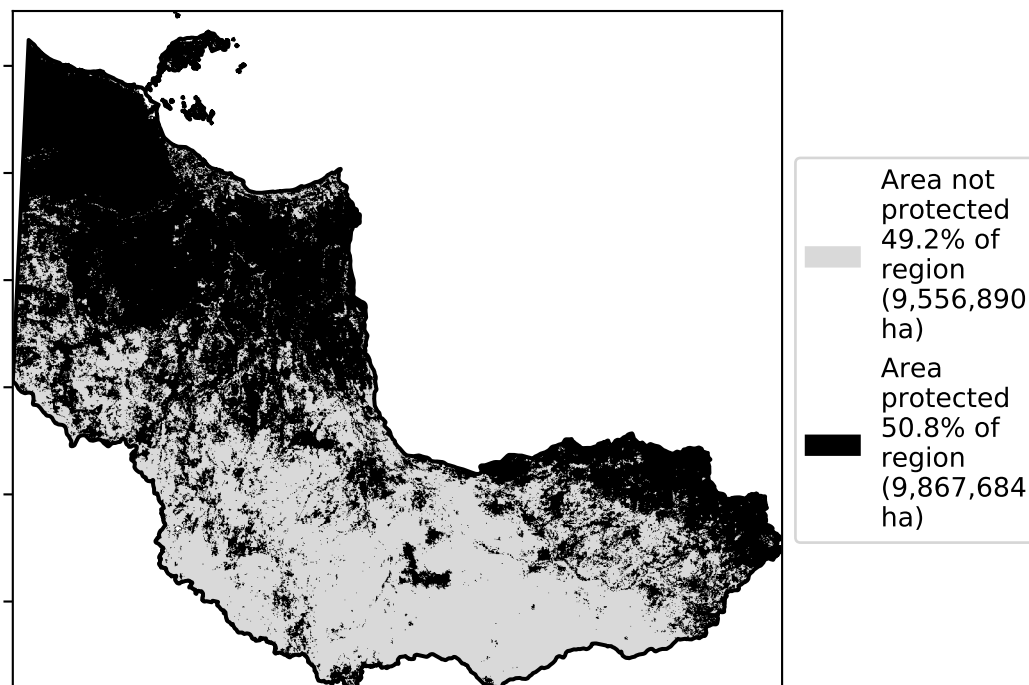 Area not
protected
49.2% of
region
(9,556,890
ha)
Area
protected
50.8% of
region
(9,867,684
ha)